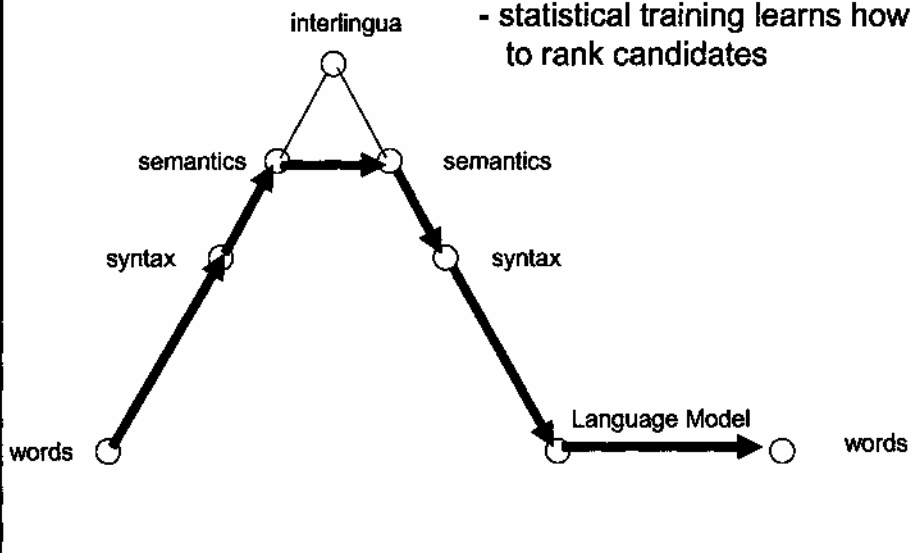 interlingua
- statistical training learns how
to rank candidates
semantics
semantics
syntax
syntax
Language Model
words
words